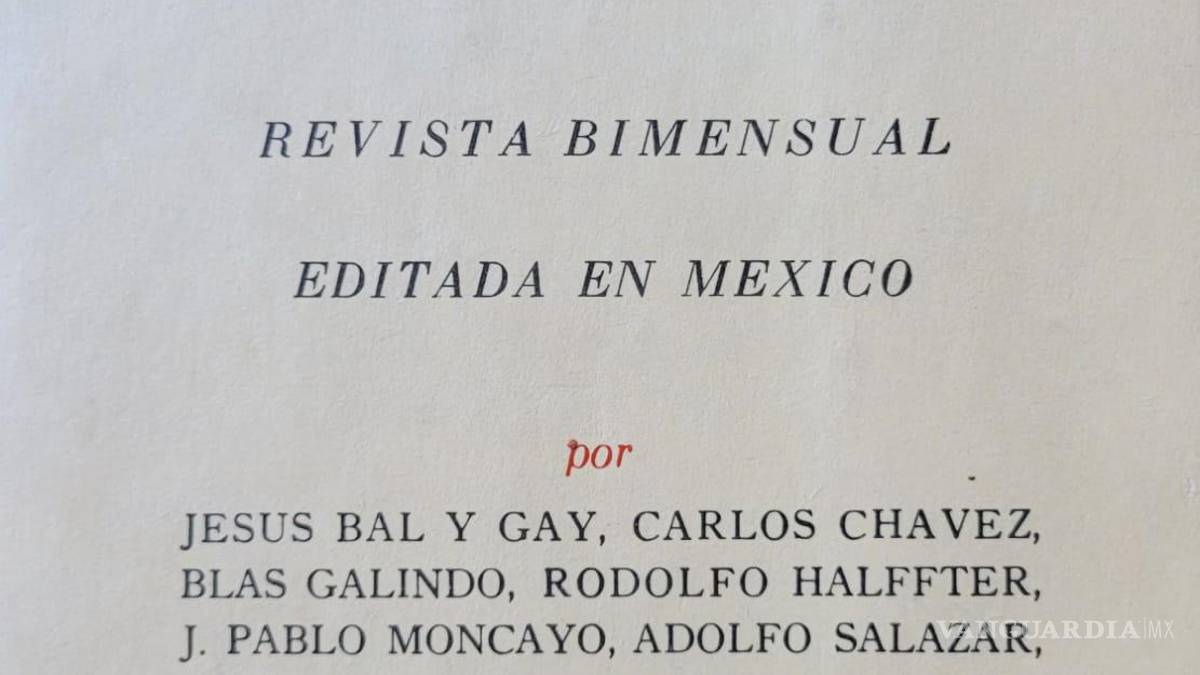 REVISTA BIMENSUAL
EDITADA EN MEXICO
por
JESUS BAL Y GAY, CARLOS CHAVEZ,
BLAS GALINDO, RODOLFO HALFFTER,
J. PABLO MONCAYO, ADOLFO SALAZAR,
VANGUARDIA|MX